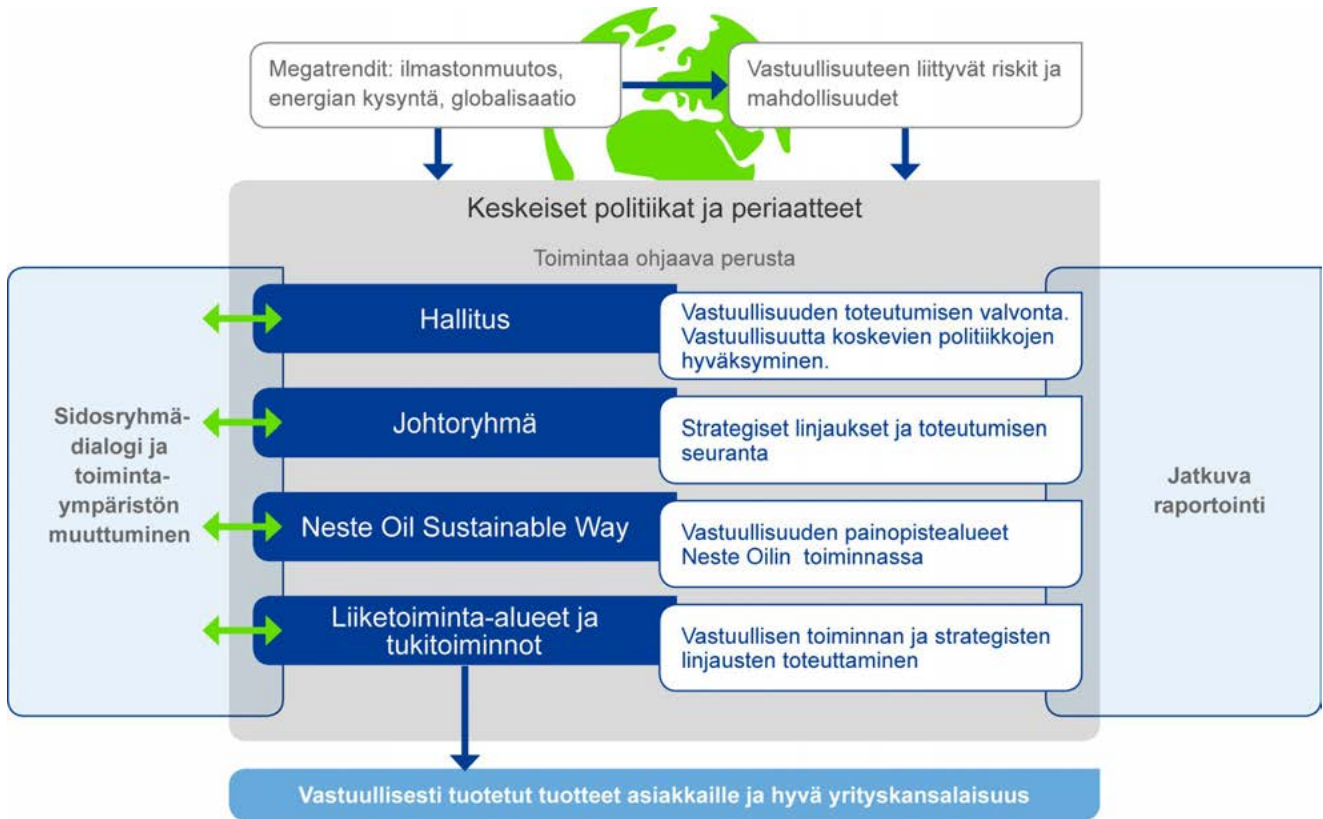 Megatrendit: ilmastonmuutos,
energian kysyntä, globalisaatio
Vastuullisuuteen liittyvät riskit ja
mahdollisuudet
Keskeiset politiikat ja periaatteet
Toimintaa ohjaava perusta
Sidosryhmä-
dialogi ja
toiminta-
ympäristön
muuttuminen
Hallitus
Vastuullisuuden toteutumisen valvonta.
Vastuullisuutta koskevien politiikkojen
hyväksyminen.
Johtoryhmä
Strategiset linjaukset ja toteutumisen
seuranta
Neste Oil Sustainable Way
Vastuullisuuden painopistealueet
Neste Oilin toiminnassa
Liiketoiminta-alueet ja
tukitoiminnot
Vastuullisen toiminnan ja strategisten
linjausten toteuttaminen
Jatkuva
raportointi
Vastuullisesti tuotetut tuotteet asiakkaille ja hyvä yrityskansalaisuus